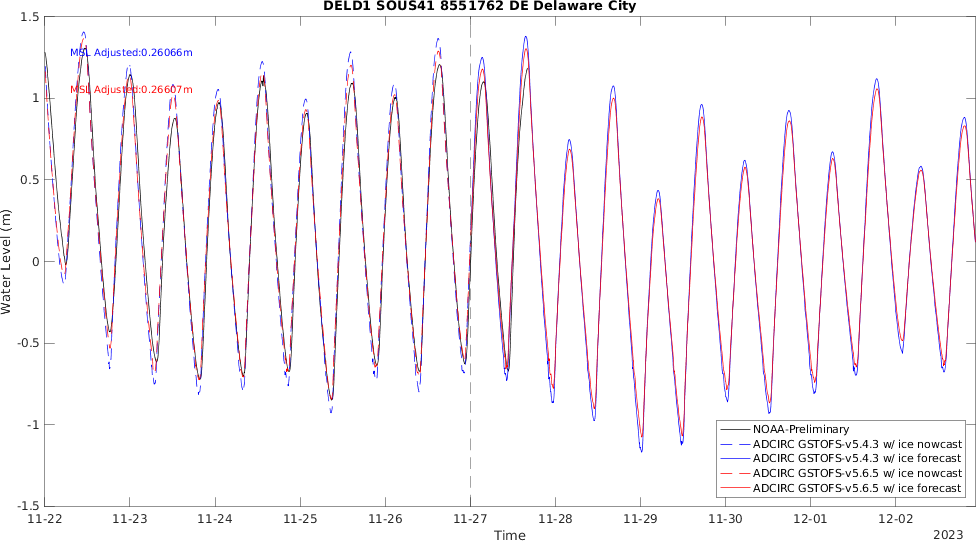 DELD1 SOUS41 8551762 DE Delaware City
MSL Adjusted:0.26066m
MSL Adjusted:0.26607m
Water Level (m)
1.5
1
0.5
0
-0.5
-1
-1.5
NOAA-Preliminary
ADCIRC GSTOFS-v5.4.3 w/ ice nowcast
ADCIRC GSTOFS-v5.4.3 w/ ice forecast
ADCIRC GSTOFS-v5.6.5 w/ ice nowcast
ADCIRC GSTOFS-v5.6.5 w/ ice forecast
11-22 11-23 11-24 11-25 11-26 11-27 11-28 11-29 11-30 12-01 12-02
Time
2023